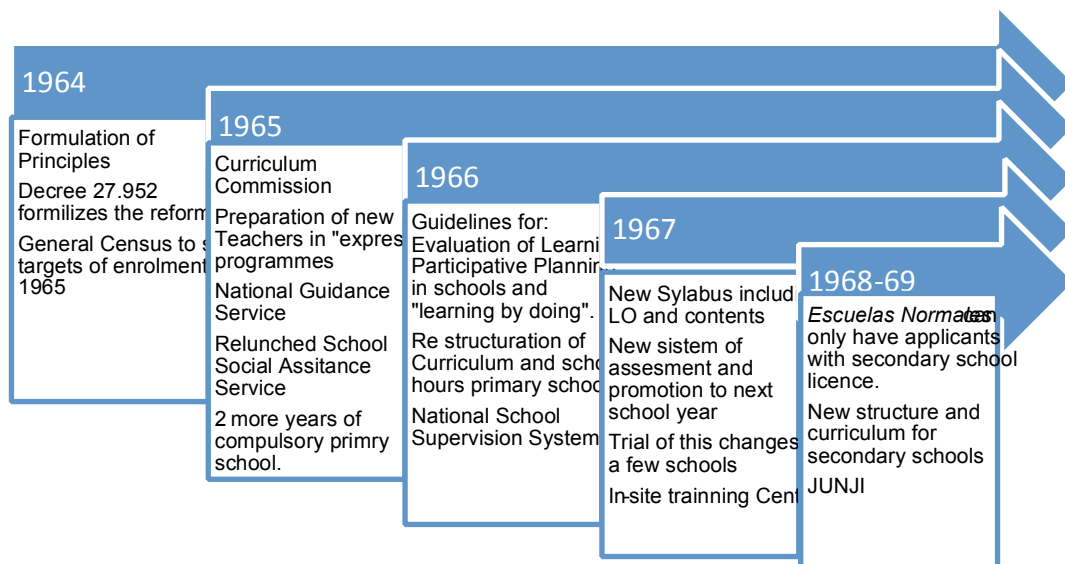 1964
Formulation of
Principles
Decree 27.952
formilizes the reform
General Census to s
targets of enrolment
1965
1965
Curriculum
Commission
Preparation of new
Teachers in "expres
programmes
National Guidance
Service
Relunched School
Social Assitance
Service
2 more years of
compulsory primry
school.
1966
Guidelines for:
Evaluation of Learni
Participative Planning
in schools and
"learning by doing".
Re structuration of
Curriculum and scho
hours primary schoo
National School
Supervision System
1967
New Sylabus includ
LO and contents
New sistem of
assesment and
promotion to next
school year
Trial of this changes
a few schools
In-site trainning Cent
1968-69
Escuelas Normales can
only have applicants
with secondary school
licence.
New structure and
curriculum for
secondary schools
JUNJI